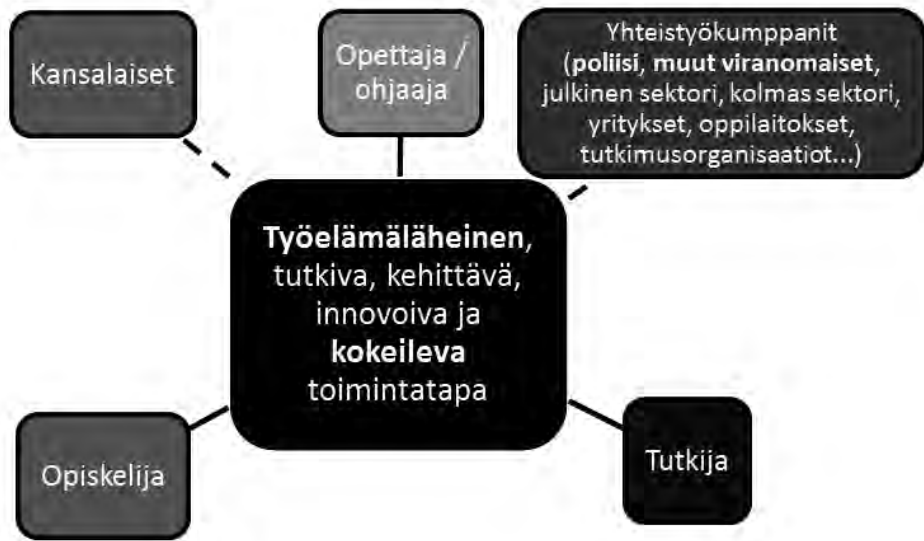 Kansalaiset
Opettaja /
ohjaaja
Yhteistyökumppanit
(poliisi, muut viranomaiset,
julkinen sektori, kolmas sektori,
yritykset, oppilaitokset,
tutkimusorganisaatiot...)
Työelämäläheinen,
tutkiva, kehittävä,
innovoiva ja
kokeileva
toimintatapa
Opiskelija
Tutkija